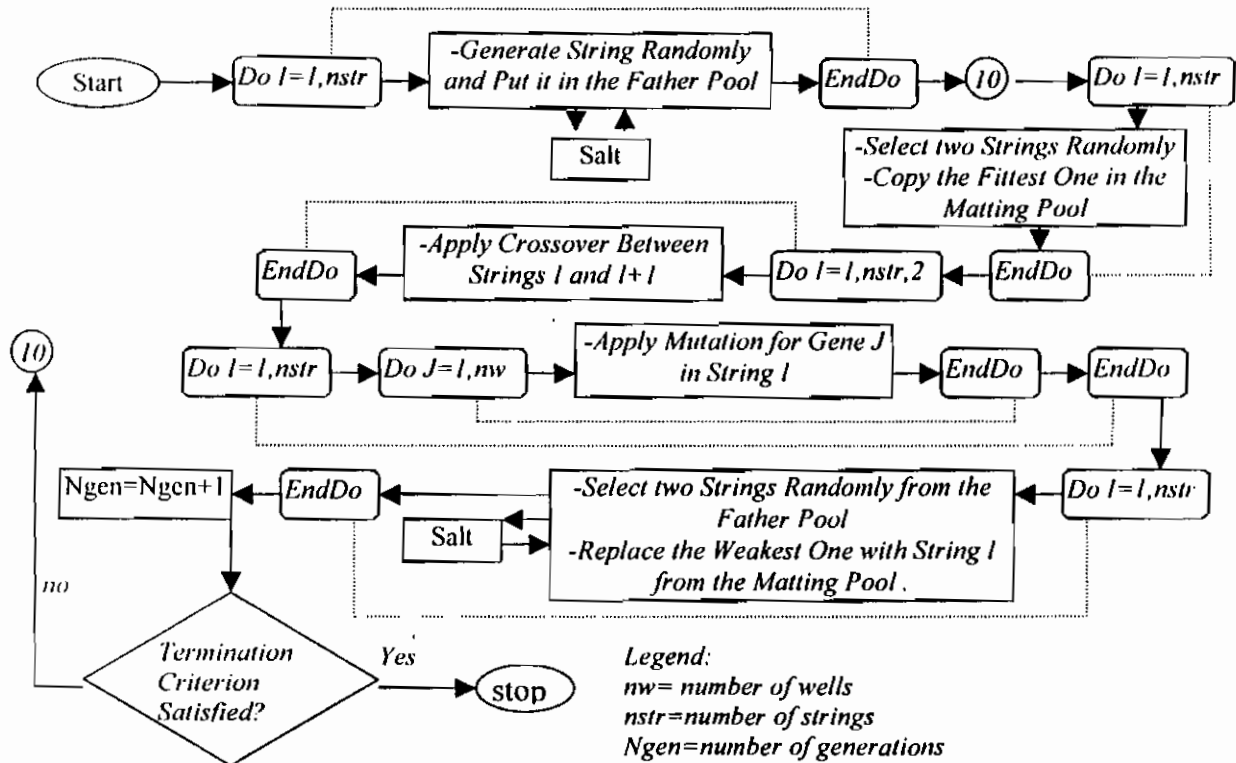 Start
Do I=1,nstr
-Generate String Randomly
and Put it in the Father Pool
Salt
EndDo
10
Do I=1,nstr
-Select two Strings Randomly
-Copy the Fittest One in the
Matting Pool
EndDo
Do I=1,nstr,2
-Apply Crossover Between
Strings I and I+1
EndDo
Do I=1,nstr
Do J=1,nw
-Apply Mutation for Gene J
in String I
EndDo
EndDo
Do I=1,nstr
-Select two Strings Randomly from the
Father Pool
-Replace the Weakest One with String I
from the Matting Pool .
Salt
EndDo
Ngen=Ngen+1
Termination
Criterion
Satisfied?
no
10
Yes
stop
Legend:
nw= number of wells
nstr=number of strings
Ngen=number of generations